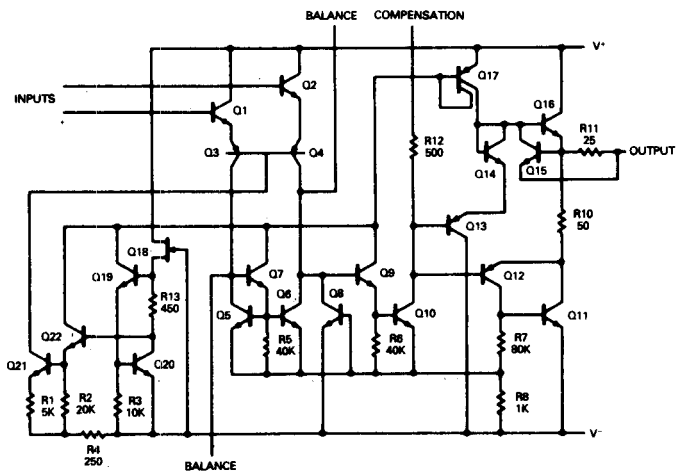 BALANCE COMPENSATION
V+
Q17
Q2
INPUTS
Q1
Q16
R11
25
OUTPUT
R12
500
Q3
Q4
Q14
Q15
R10
50
Q13
Q18
Q19
Q7
Q9
Q12
R13
450
Q5
Q6
Q8
Q10
Q11
Q22
Q21
Q20
R5
40K
R6
40K
R7
80K
R1
5K
R2
20K
R3
10K
R8
1K
R4
250
V-
BALANCE